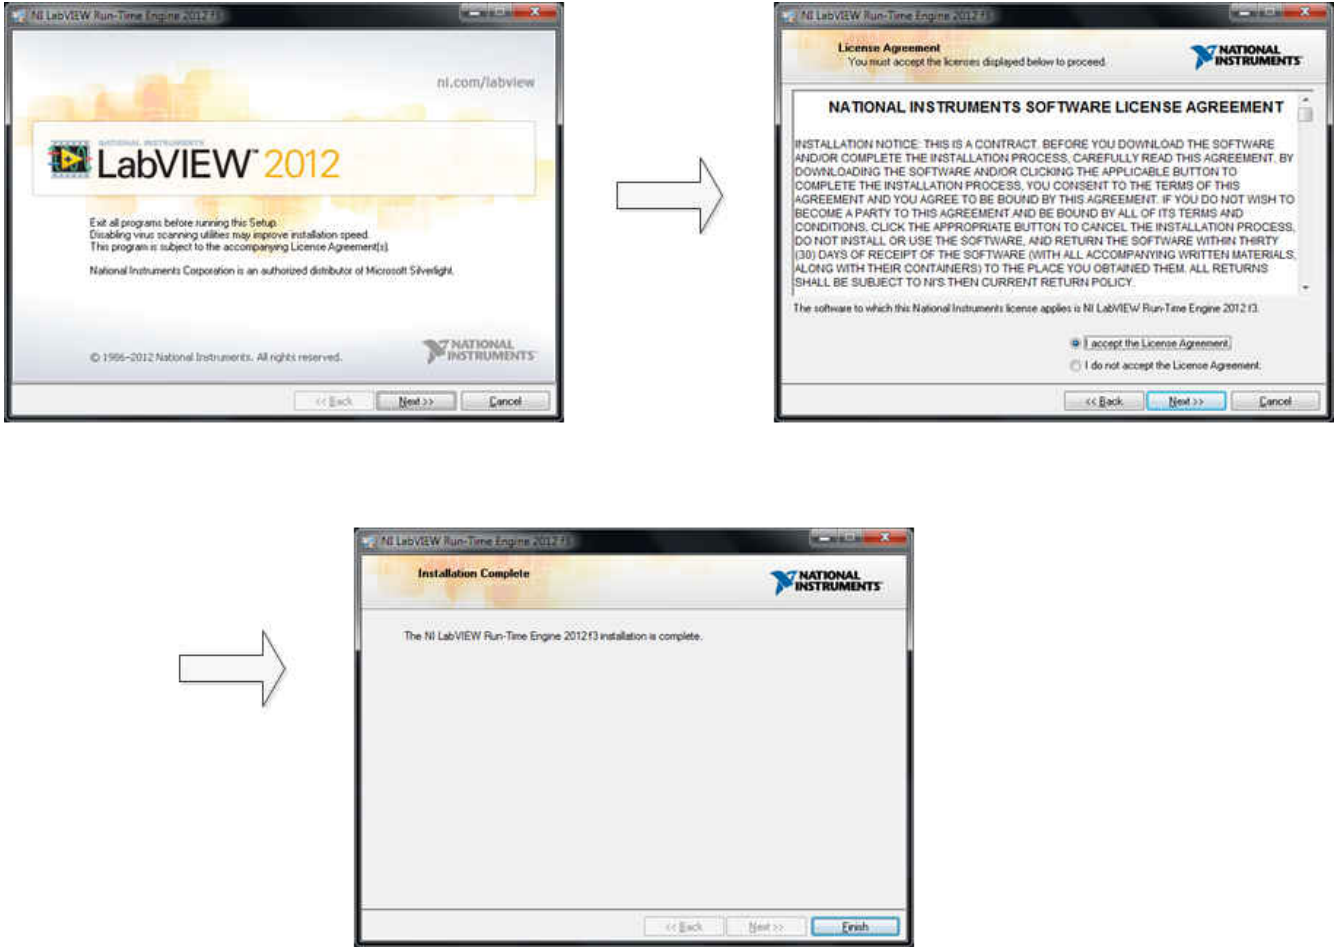 NI LabVIEW Run-Time Engine 2012 f3
ni.com/labview
NATIONAL INSTRUMENTS
LabVIEW™ 2012
Exit all programs before running this Setup.
Disabling virus scanning utilities may improve installation speed.
This program is subject to the accompanying License Agreement(s).
National Instruments Corporation is an authorized distributor of Microsoft Silverlight.
© 1986–2012 National Instruments. All rights reserved.
NATIONAL
INSTRUMENTS
<< Back Next >> Cancel
NI LabVIEW Run-Time Engine 2012 f3
License Agreement
You must accept the licenses displayed below to proceed.
NATIONAL
INSTRUMENTS
NATIONAL INSTRUMENTS SOFTWARE LICENSE AGREEMENT
INSTALLATION NOTICE: THIS IS A CONTRACT. BEFORE YOU DOWNLOAD THE SOFTWARE
AND/OR COMPLETE THE INSTALLATION PROCESS, CAREFULLY READ THIS AGREEMENT. BY
DOWNLOADING THE SOFTWARE AND/OR CLICKING THE APPLICABLE BUTTON TO
COMPLETE THE INSTALLATION PROCESS, YOU CONSENT TO THE TERMS OF THIS
AGREEMENT AND YOU AGREE TO BE BOUND BY THIS AGREEMENT. IF YOU DO NOT WISH TO
BECOME A PARTY TO THIS AGREEMENT AND BE BOUND BY ALL OF ITS TERMS AND
CONDITIONS, CLICK THE APPROPRIATE BUTTON TO CANCEL THE INSTALLATION PROCESS,
DO NOT INSTALL OR USE THE SOFTWARE, AND RETURN THE SOFTWARE WITHIN THIRTY
(30) DAYS OF RECEIPT OF THE SOFTWARE (WITH ALL ACCOMPANYING WRITTEN MATERIALS,
ALONG WITH THEIR CONTAINERS) TO THE PLACE YOU OBTAINED THEM. ALL RETURNS
SHALL BE SUBJECT TO NI'S THEN CURRENT RETURN POLICY.
The software to which this National Instruments license applies is NI LabVIEW Run-Time Engine 2012 f3.
I accept the License Agreement.
I do not accept the License Agreement.
<< Back Next >> Cancel
NI LabVIEW Run-Time Engine 2012 f3
Installation Complete
NATIONAL
INSTRUMENTS
The NI LabVIEW Run-Time Engine 2012 f3 installation is complete.
<< Back Next >> Finish